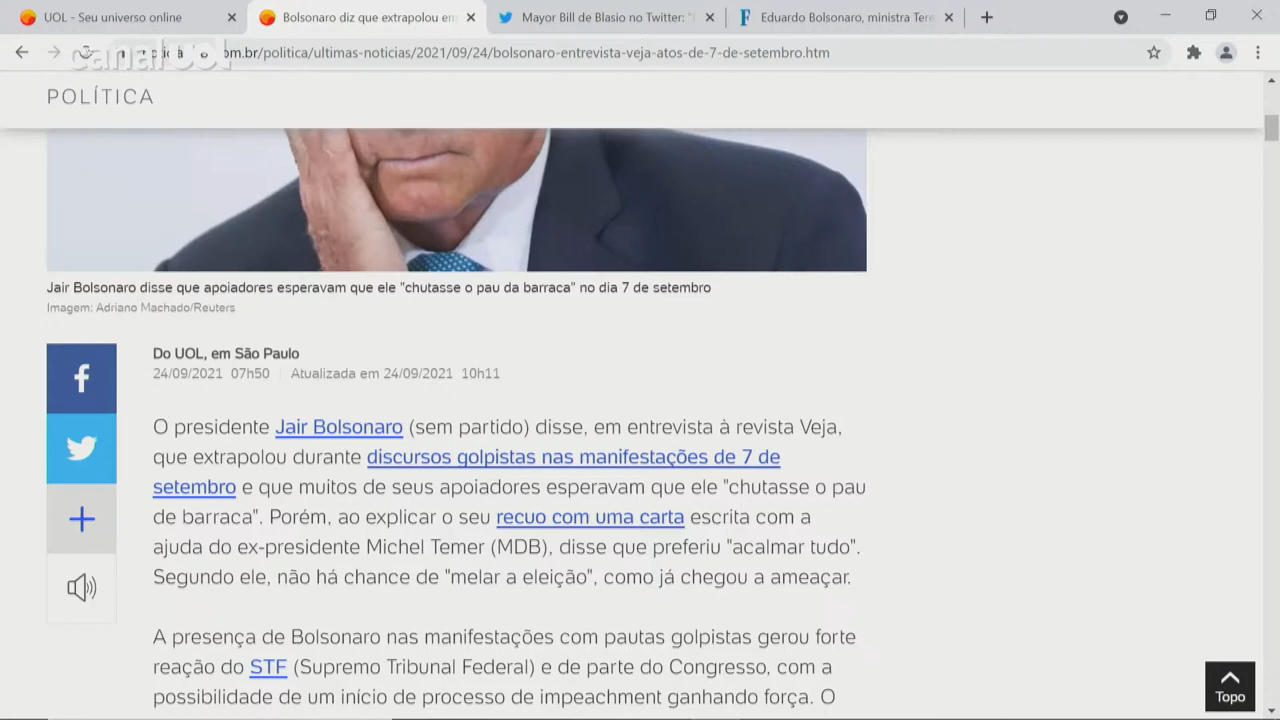 UOL - Seu universo online
Bolsonaro diz que extrapolou em
Mayor Bill de Blasio no Twitter: "
Eduardo Bolsonaro, ministra Tere
canal UOL
om.br/politica/ultimas-noticias/2021/09/24/bolsonaro-entrevista-veja-atos-de-7-de-setembro.htm
POLÍTICA
Jair Bolsonaro disse que apoiadores esperavam que ele "chutasse o pau da barraca" no dia 7 de setembro
Imagem: Adriano Machado/Reuters
Do UOL, em São Paulo
24/09/2021 07h50 | Atualizada em 24/09/2021 10h11
O presidente Jair Bolsonaro (sem partido) disse, em entrevista à revista Veja,
que extrapolou durante discursos golpistas nas manifestações de 7 de
setembro e que muitos de seus apoiadores esperavam que ele "chutasse o pau
de barraca". Porém, ao explicar o seu recuo com uma carta escrita com a
ajuda do ex-presidente Michel Temer (MDB), disse que preferiu "acalmar tudo".
Segundo ele, não há chance de "melar a eleição", como já chegou a ameaçar.
A presença de Bolsonaro nas manifestações com pautas golpistas gerou forte
reação do STF (Supremo Tribunal Federal) e de parte do Congresso, com a
possibilidade de um início de processo de impeachment ganhando força. O
Topo